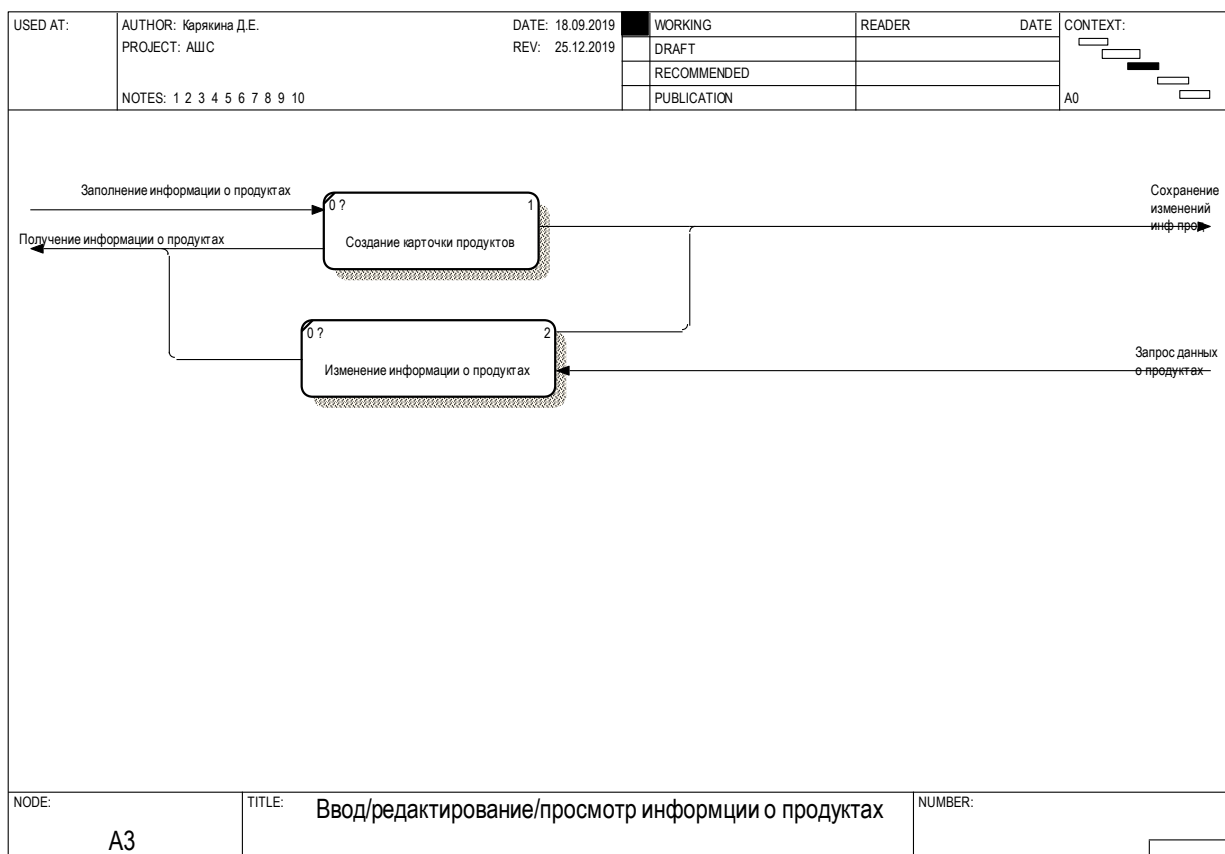 USED AT:
AUTHOR: Карякина Д.Е.
DATE: 18.09.2019
WORKING
READER
DATE
CONTEXT:
PROJECT: АШС
REV: 25.12.2019
DRAFT
RECOMMENDED
NOTES: 1 2 3 4 5 6 7 8 9 10
PUBLICATION
A0
Заполнение информации о продуктах
0 ?
1
Создание карточки продуктов
Сохранение
изменений
инф прод
Получение информации о продуктах
0 ?
2
Изменение информации о продуктах
Запрос данных
о продуктах
NODE:
A3
TITLE:
Ввод/редактирование/просмотр информции о продуктах
NUMBER: